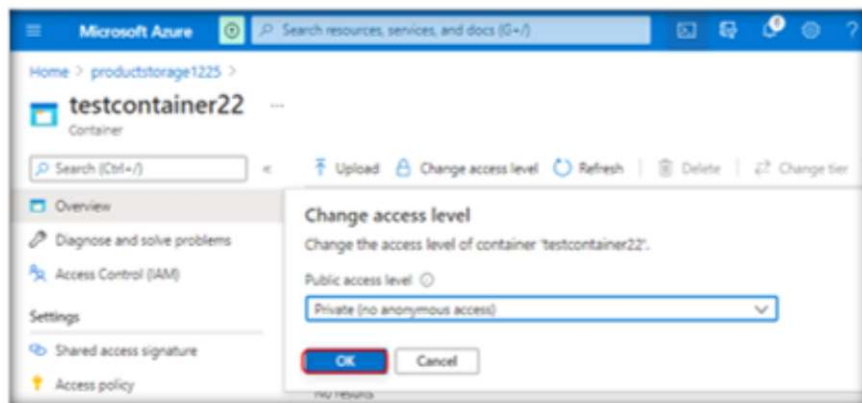 Microsoft Azure
Search resources, services, and docs (G+/)
?
Home > productstorage1225 >
testcontainer22 ...
Container
Search (Ctrl+/) «
Upload Change access level Refresh Delete Change tier
Overview
Diagnose and solve problems
Access Control (IAM)
Settings
Shared access signature
Access policy
Change access level
Change the access level of container 'testcontainer22'.
Public access level
Private (no anonymous access)
OK Cancel
No results